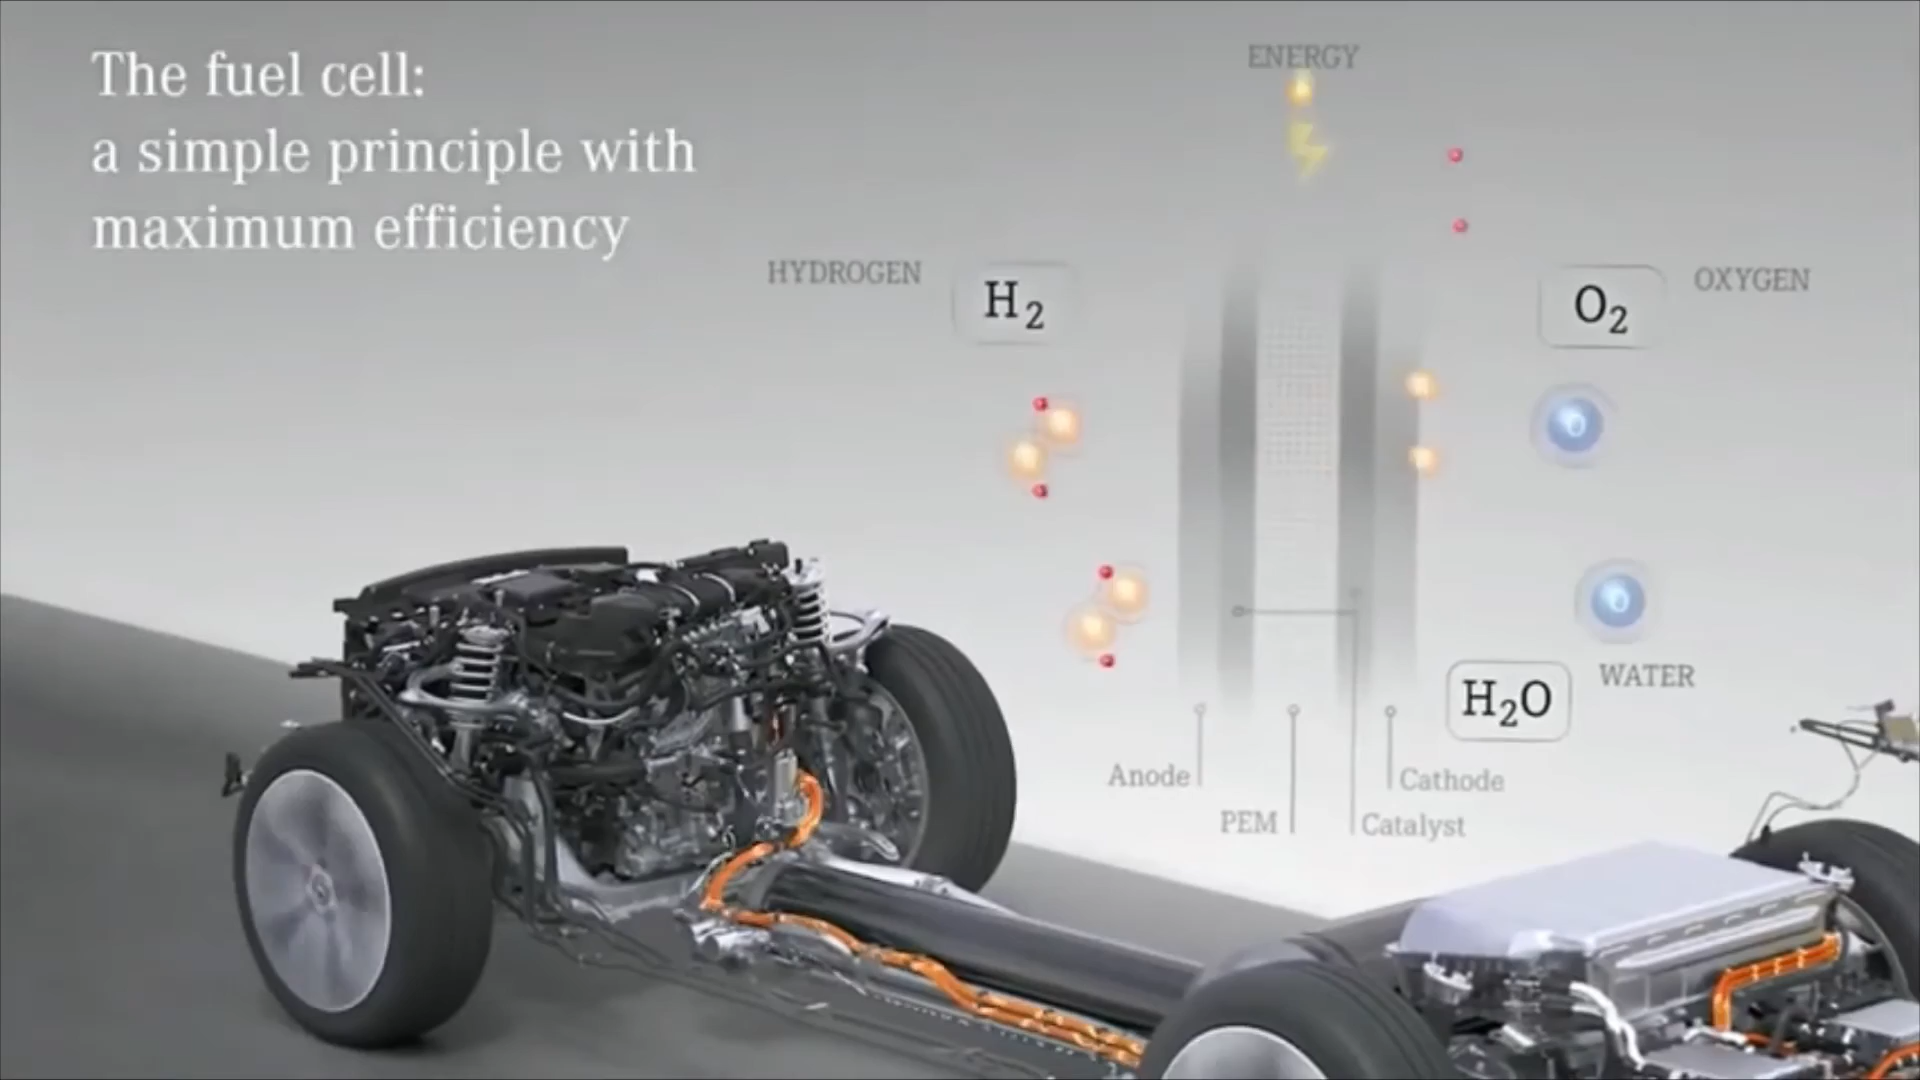 The fuel cell:
a simple principle with
maximum efficiency
ENERGY
HYDROGEN
H₂
O₂
OXYGEN
H₂O
WATER
Anode
Cathode
PEM
Catalyst